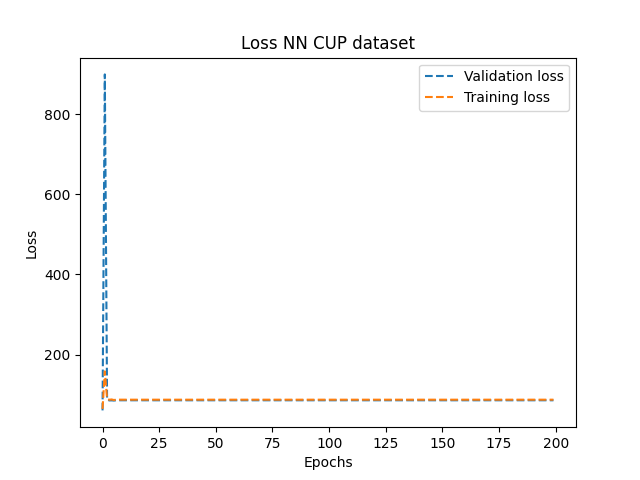 Loss NN CUP dataset
Validation loss
Training loss
800
600
400
200
Loss
0 25 50 75 100 125 150 175 200
Epochs